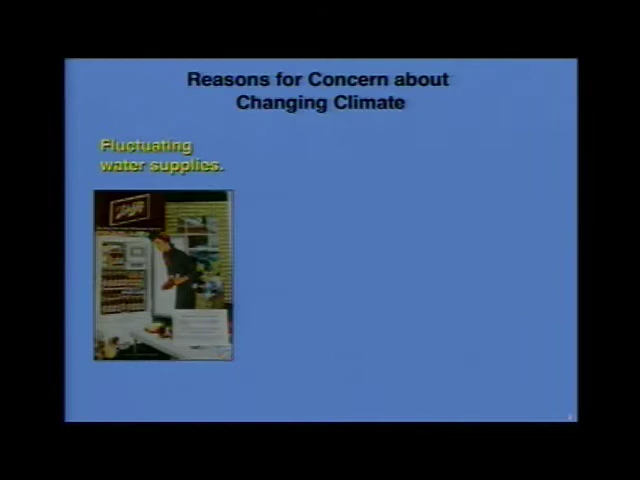 Reasons for Concern about
Changing Climate
Fluctuating
water supplies.